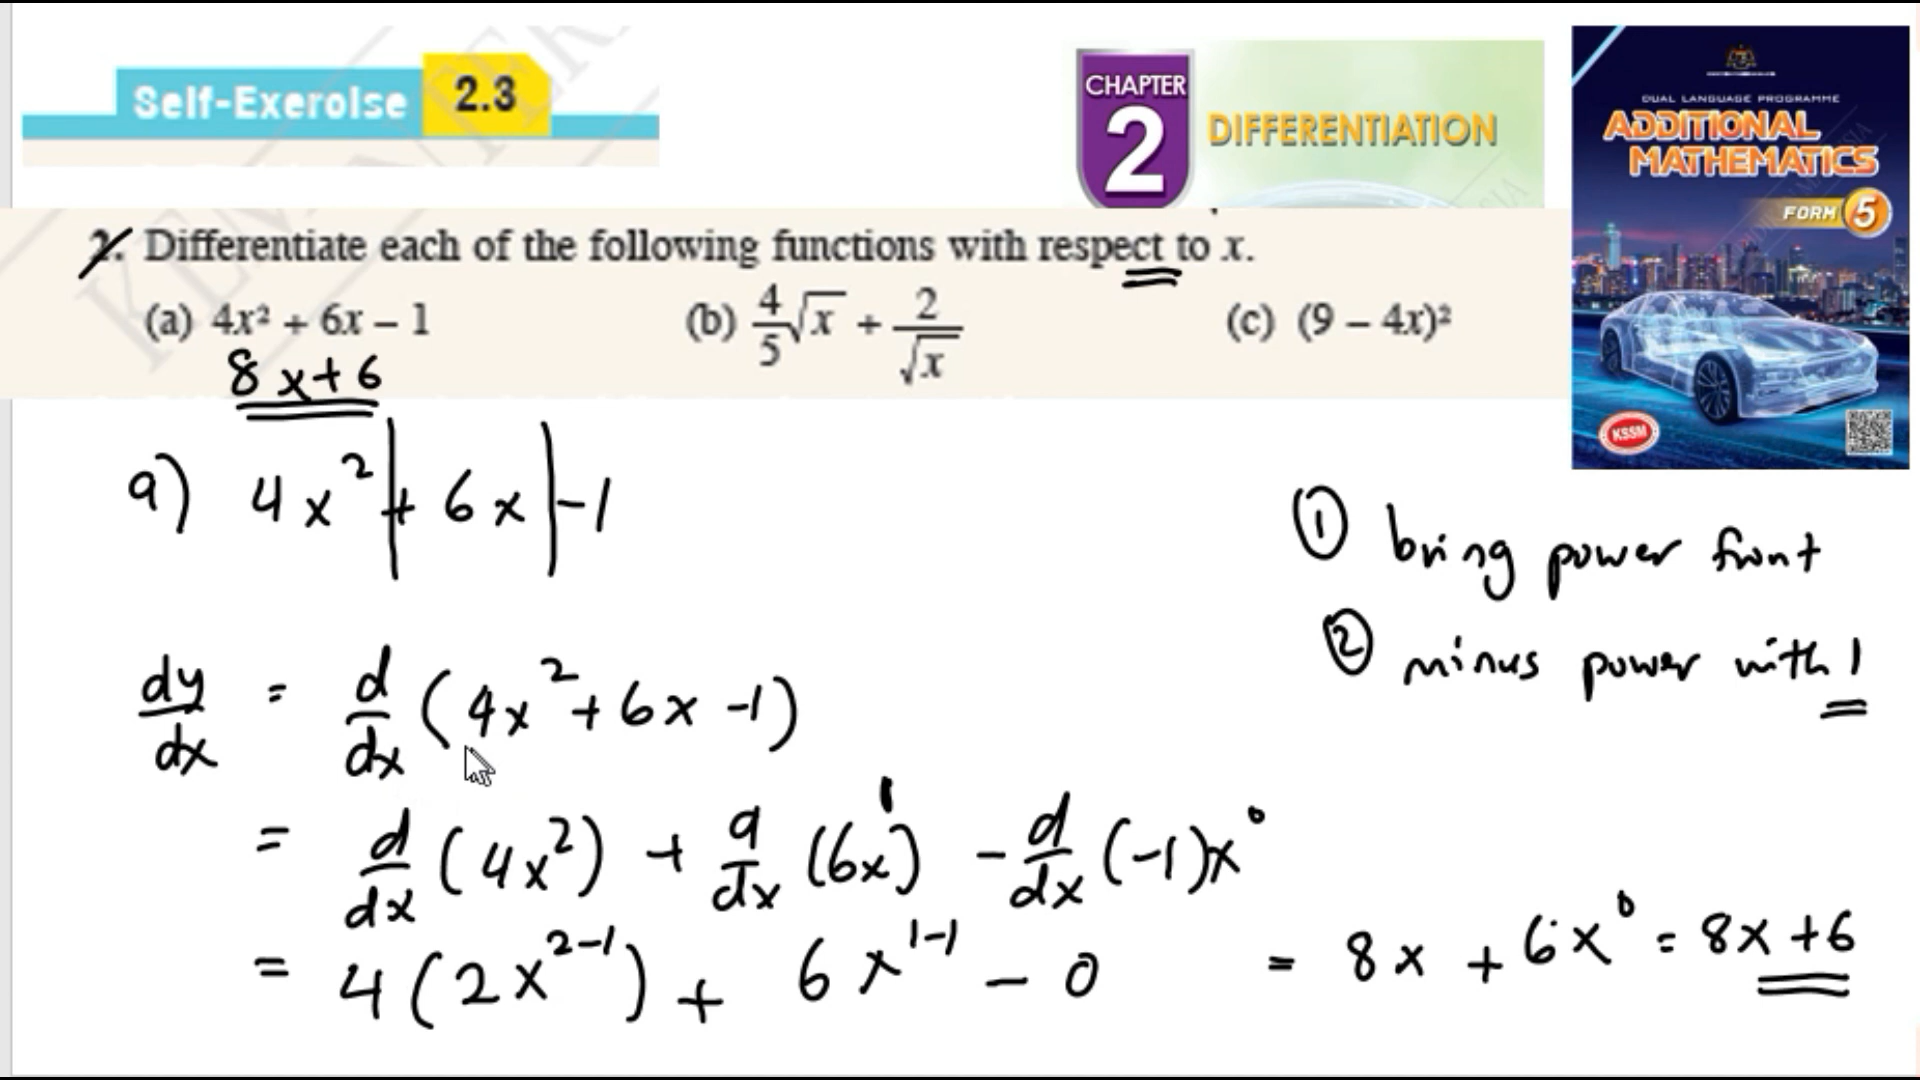 Self-Exercise 2.3
CHAPTER 2 DIFFERENTIATION
DUAL LANGUAGE PROGRAMME
ADDITIONAL
MATHEMATICS
FORM 5
KSSM
2. Differentiate each of the following functions with respect to x.
(a) 4x² + 6x – 1 (b) 4/5 √x + 2/√x (c) (9 – 4x)²
8x+6
a) 4x² | + 6x | -1
① bring power front
② minus power with 1
dy/dx = d/dx (4x² + 6x -1)
= d/dx (4x²) + d/dx (6x¹) - d/dx (-1)x⁰
= 4(2x²⁻¹) + 6x¹⁻¹ - 0 = 8x + 6x⁰ = 8x+6